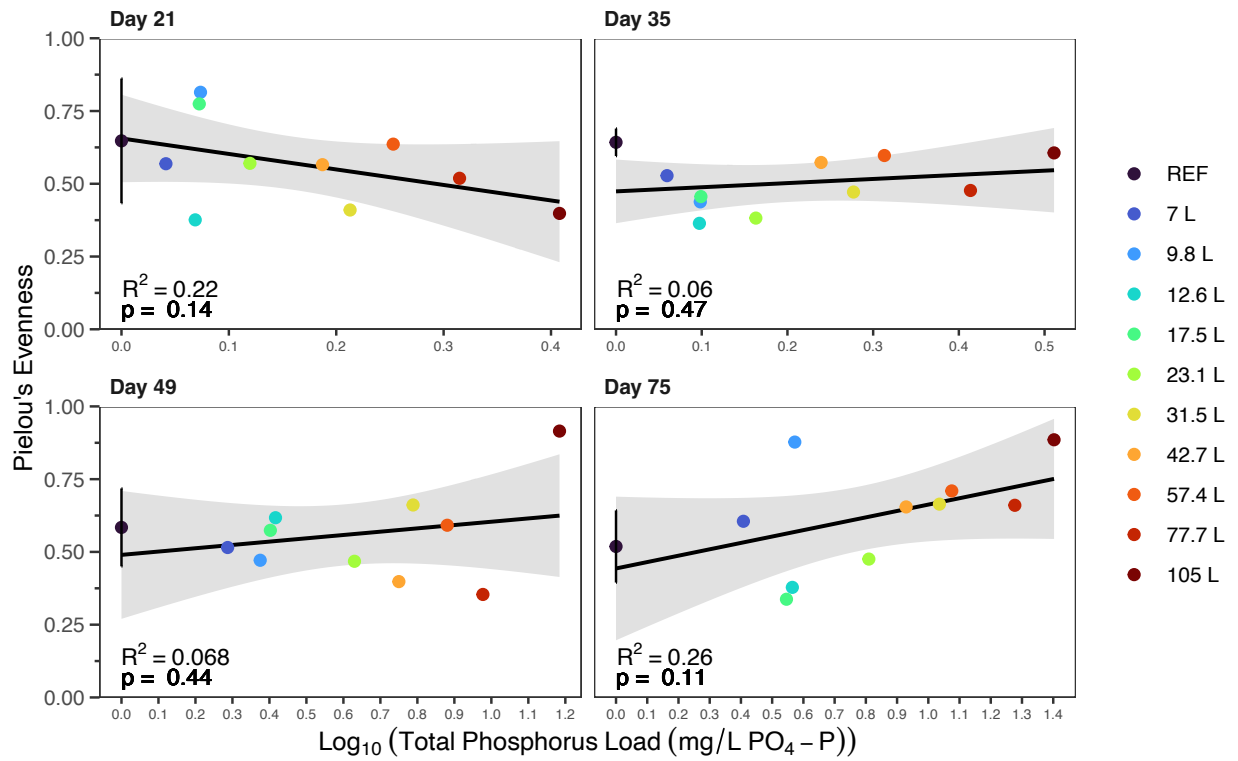 Day 21
Day 35
1.00
0.75
0.50
0.25
0.00
R2 = 0.22
p = 0.14
R2 = 0.06
p = 0.47
0.0 0.1 0.2 0.3 0.4
0.0 0.1 0.2 0.3 0.4 0.5
Pielou's Evenness
Day 49
Day 75
1.00
0.75
0.50
0.25
0.00
R2 = 0.068
p = 0.44
R2 = 0.26
p = 0.11
0.0 0.1 0.2 0.3 0.4 0.5 0.6 0.7 0.8 0.9 1.0 1.1 1.2
0.0 0.1 0.2 0.3 0.4 0.5 0.6 0.7 0.8 0.9 1.0 1.1 1.2 1.3 1.4
Log10 (Total Phosphorus Load (mg/L PO4 – P))
REF
7 L
9.8 L
12.6 L
17.5 L
23.1 L
31.5 L
42.7 L
57.4 L
77.7 L
105 L